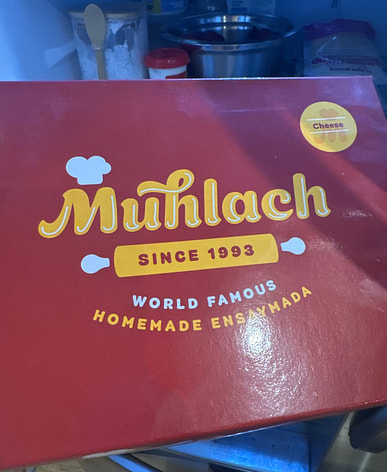 Cheese
Muhlach
SINCE 1993
WORLD FAMOUS
HOMEMADE ENSAYMADA